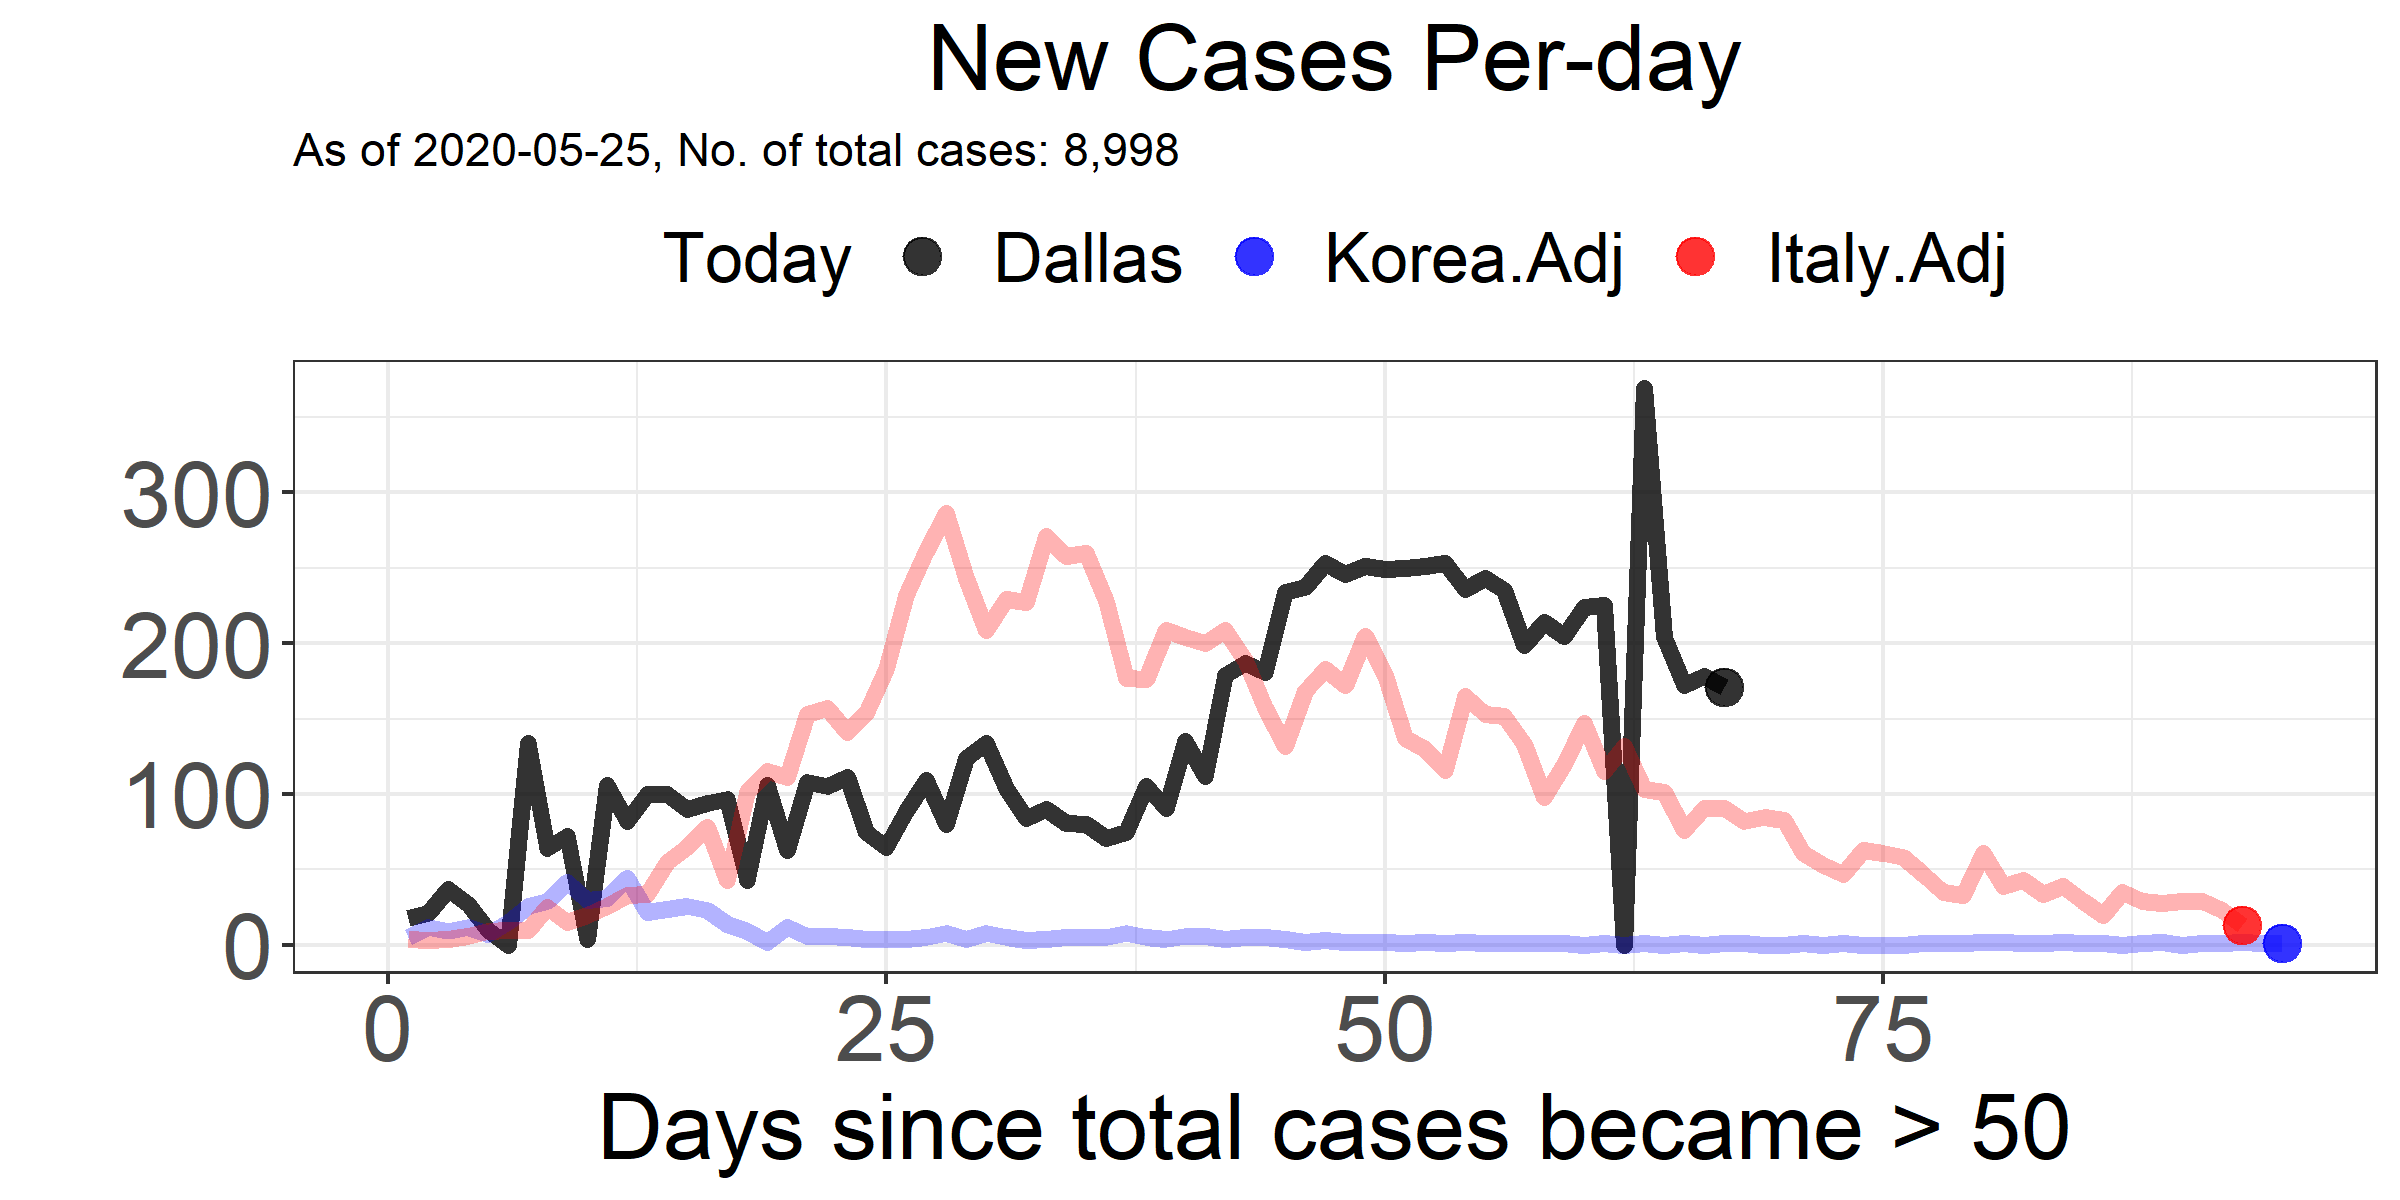 New Cases Per-day
As of 2020-05-25, No. of total cases: 8,998
Today Dallas Korea.Adj Italy.Adj
300
200
100
0
0 25 50 75
Days since total cases became > 50